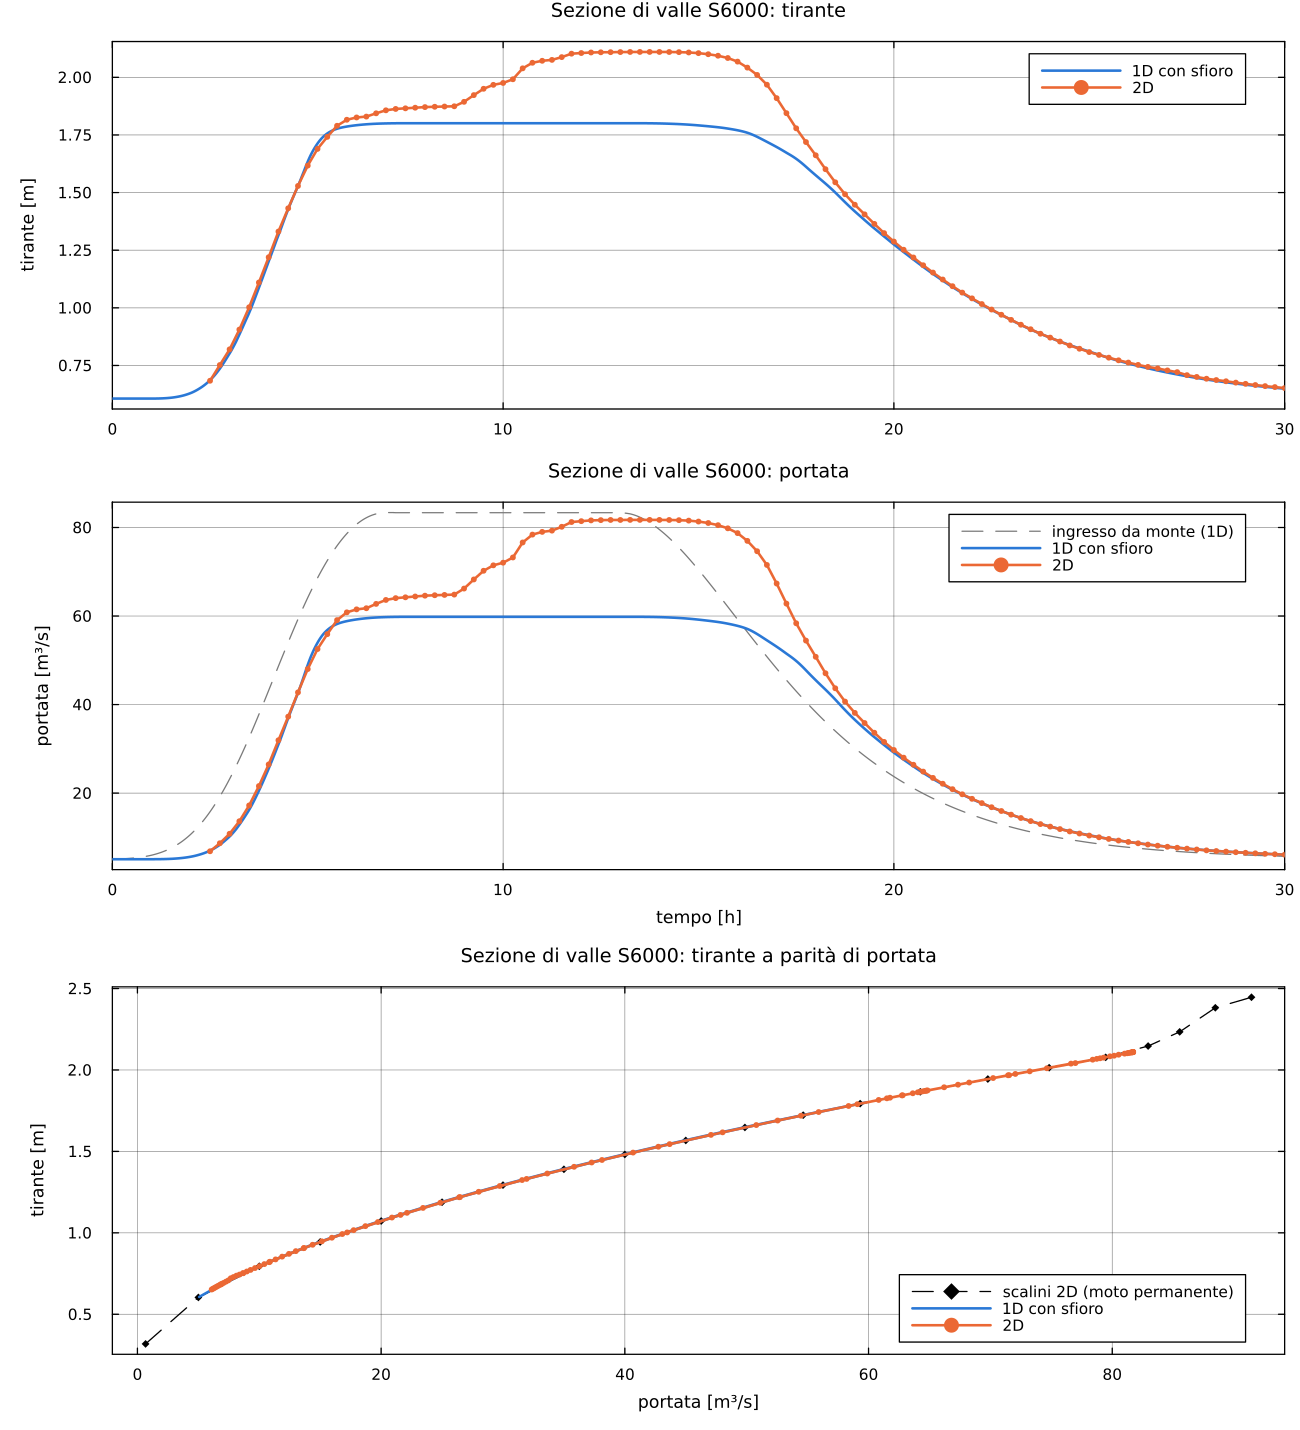 Sezione di valle S6000: tirante
tirante [m]
2.00
1.75
1.50
1.25
1.00
0.75
0
10
20
30
1D con sfioro
2D
Sezione di valle S6000: portata
portata [m³/s]
80
60
40
20
0
10
20
30
tempo [h]
ingresso da monte (1D)
1D con sfioro
2D
Sezione di valle S6000: tirante a parità di portata
tirante [m]
2.5
2.0
1.5
1.0
0.5
0
20
40
60
80
portata [m³/s]
scalini 2D (moto permanente)
1D con sfioro
2D